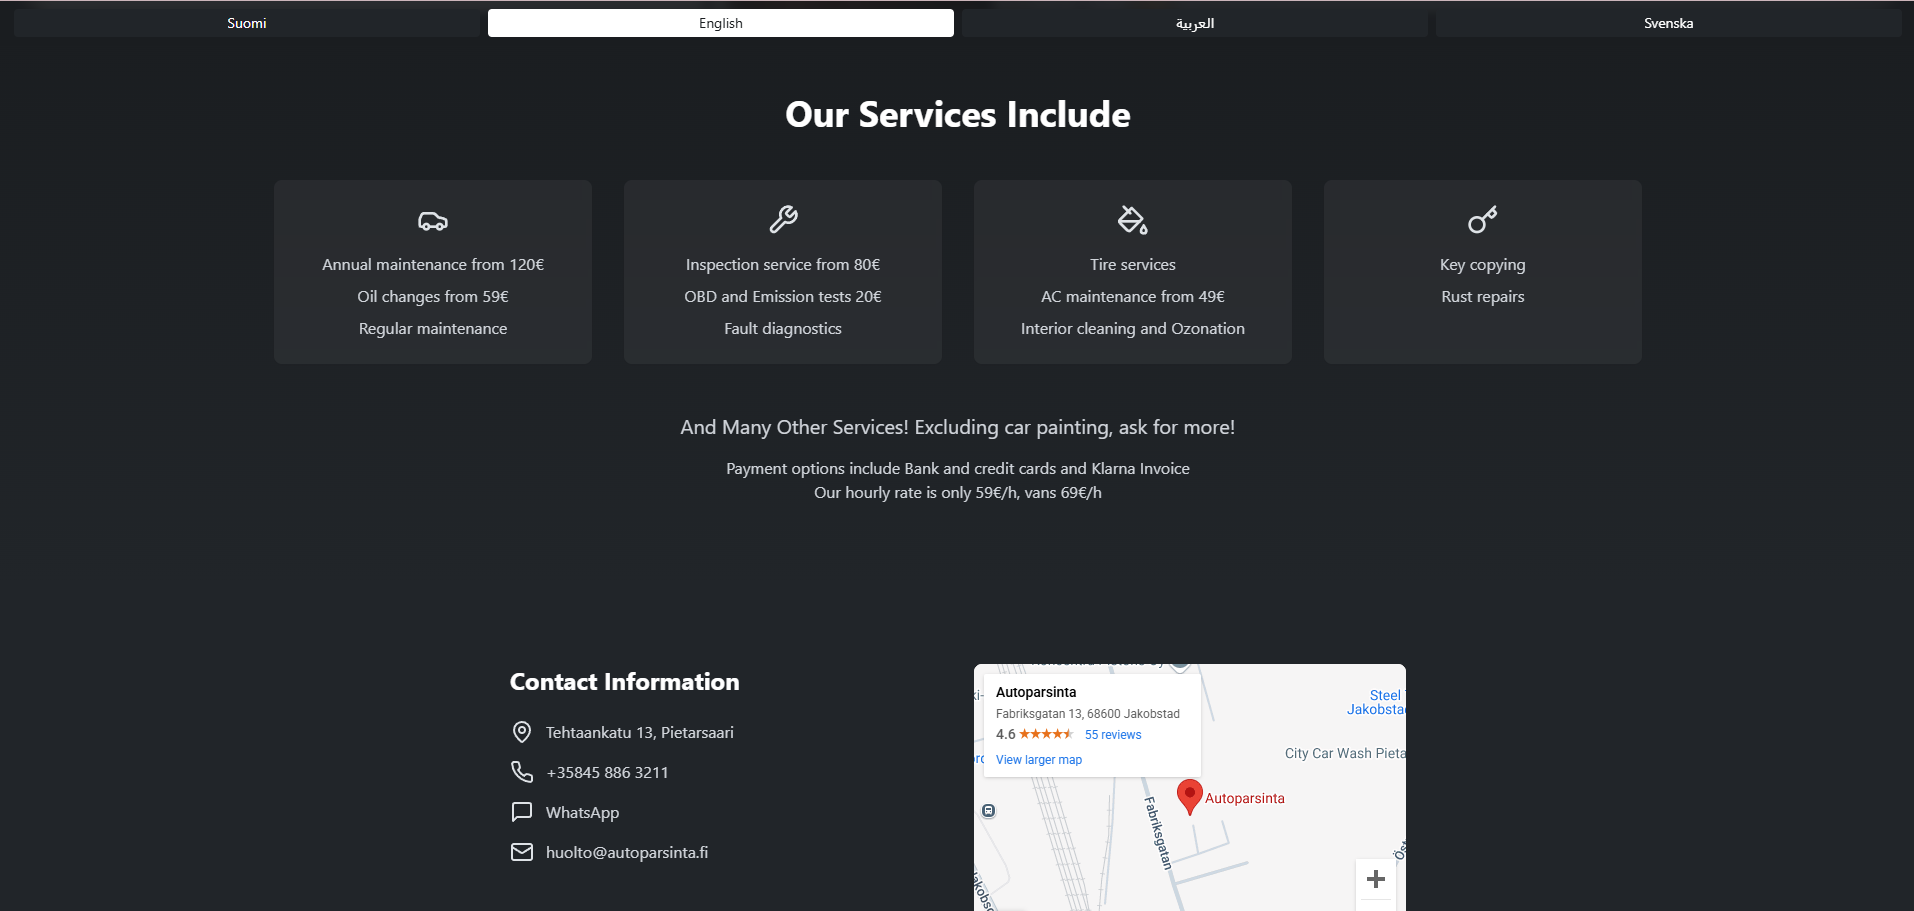 Suomi
English
العربية
Svenska
Our Services Include
Annual maintenance from 120€
Oil changes from 59€
Regular maintenance
Inspection service from 80€
OBD and Emission tests 20€
Fault diagnostics
Tire services
AC maintenance from 49€
Interior cleaning and Ozonation
Key copying
Rust repairs
And Many Other Services! Excluding car painting, ask for more!
Payment options include Bank and credit cards and Klarna Invoice
Our hourly rate is only 59€/h, vans 69€/h
Contact Information
Tehtaankatu 13, Pietarsaari
+35845 886 3211
WhatsApp
huolto@autoparsinta.fi
Autoparsinta
Fabriksgatan 13, 68600 Jakobstad
4.6 55 reviews
View larger map
Steel
Jakobstad
City Car Wash Pieta
Autoparsinta
Fabriksgatan